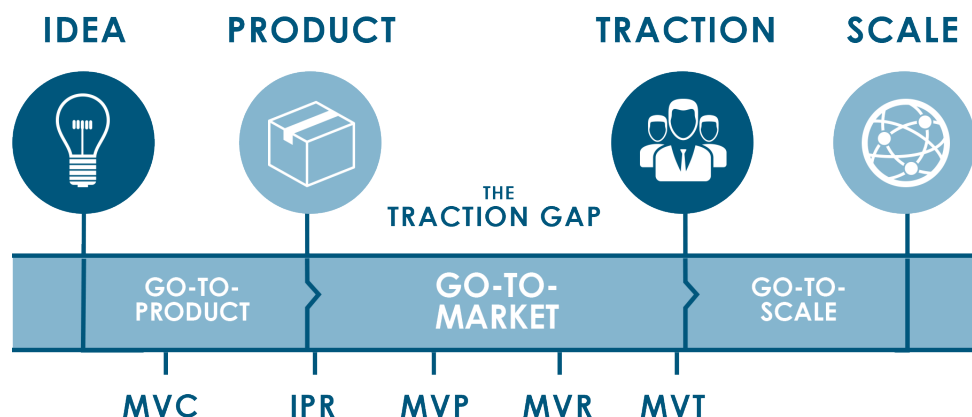 IDEA
PRODUCT
TRACTION
SCALE
THE
TRACTION GAP
GO-TO-
PRODUCT
GO-TO-
MARKET
GO-TO-
SCALE
MVC
IPR
MVP
MVR
MVT